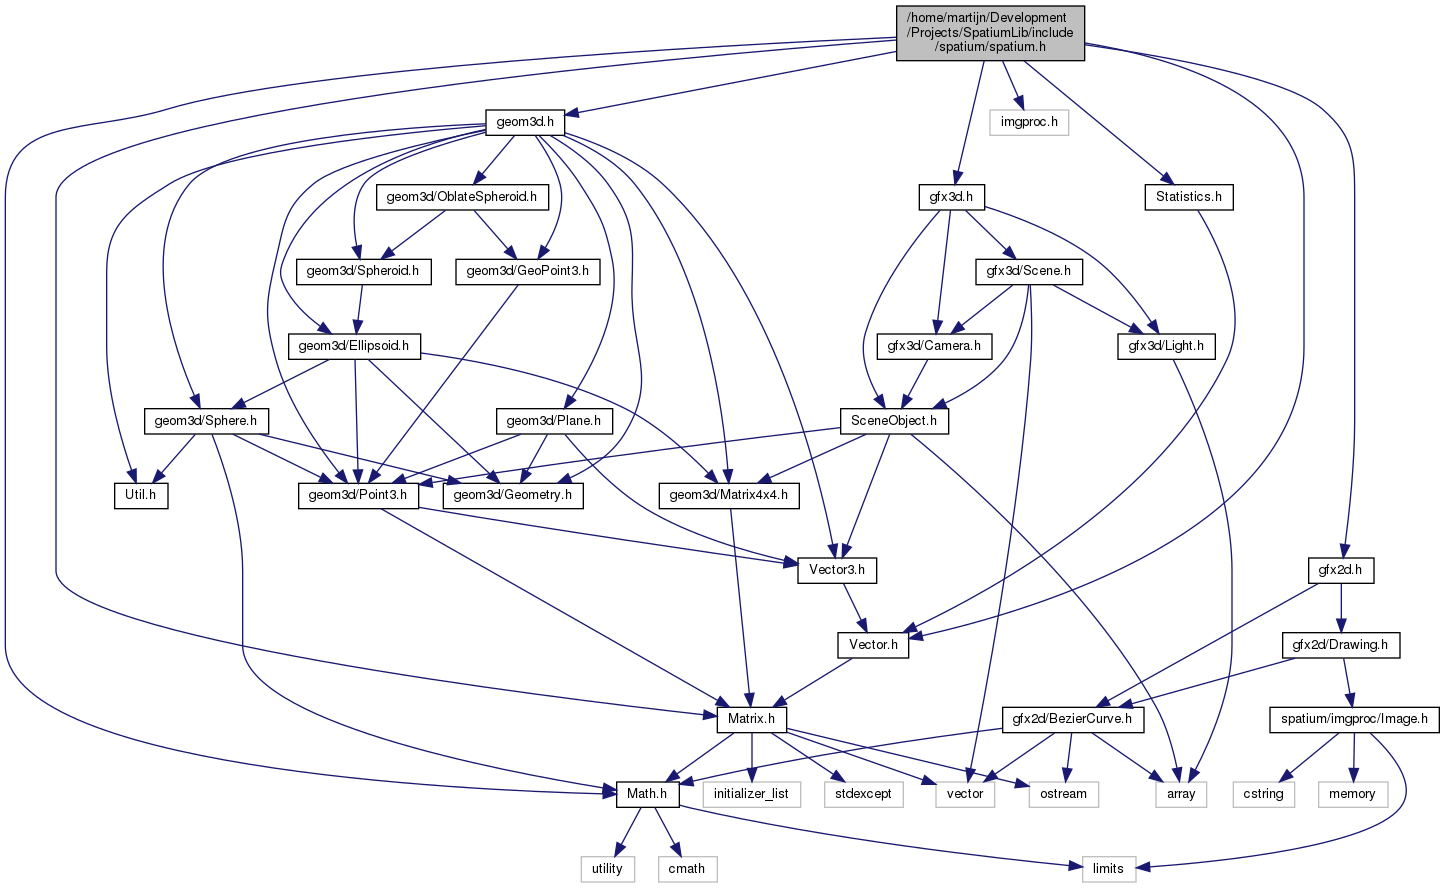 /home/martijn/Development
/Projects/SpatiumLib/include
/spatium/spatium.h
geom3d.h
imgproc.h
geom3d/OblateSpheroid.h
gfx3d.h
Statistics.h
geom3d/Spheroid.h
geom3d/GeoPoint3.h
gfx3d/Scene.h
geom3d/Ellipsoid.h
gfx3d/Camera.h
gfx3d/Light.h
geom3d/Sphere.h
geom3d/Plane.h
SceneObject.h
Util.h
geom3d/Point3.h
geom3d/Geometry.h
geom3d/Matrix4x4.h
Vector3.h
gfx2d.h
Vector.h
gfx2d/Drawing.h
Matrix.h
gfx2d/BezierCurve.h
spatium/imgproc/Image.h
Math.h
initializer_list
stdexcept
vector
ostream
array
cstring
memory
utility
cmath
limits